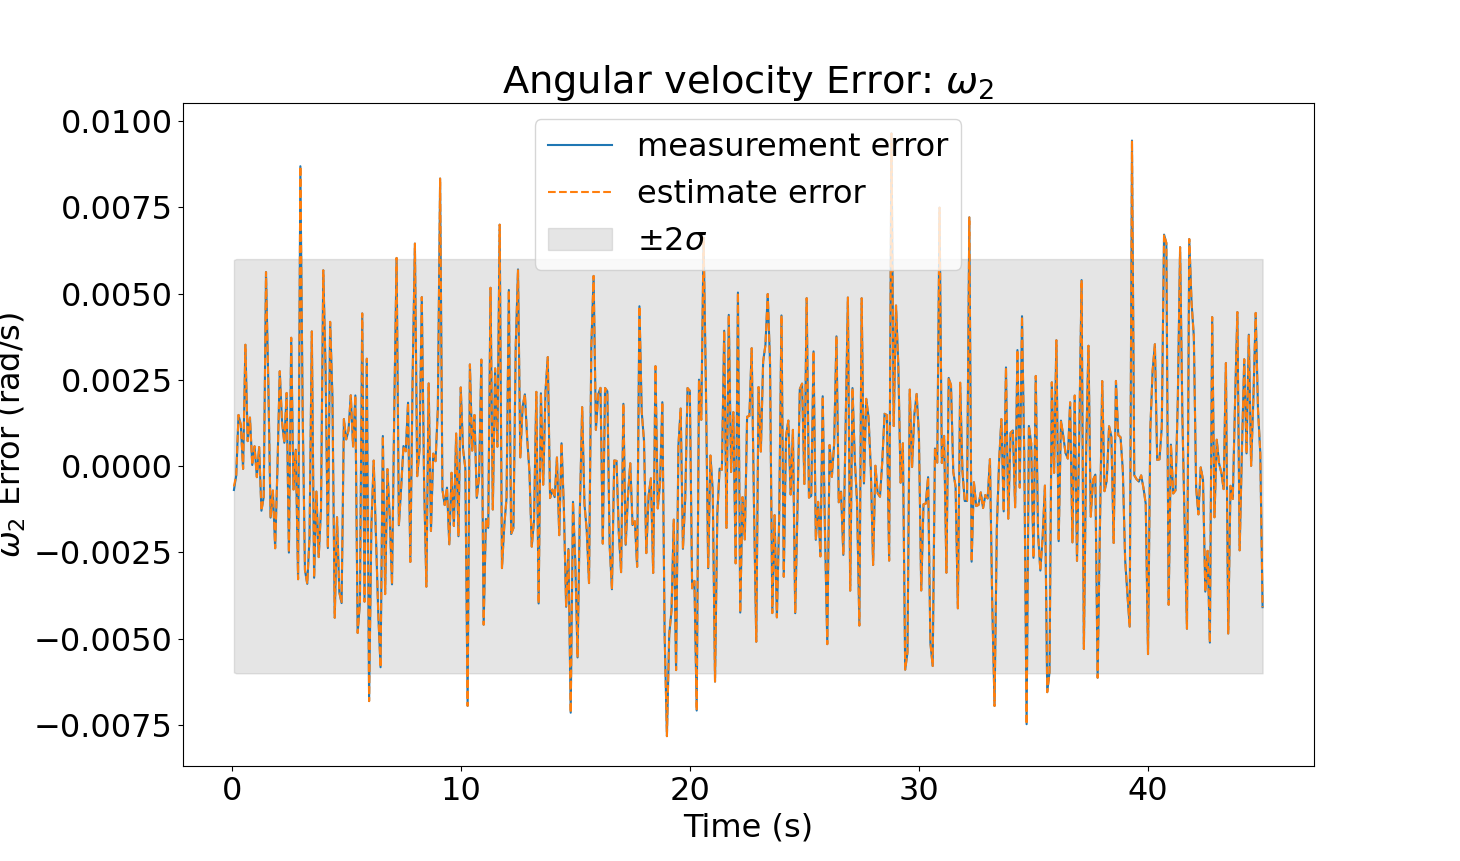 Angular velocity Error: ω₂
measurement error
estimate error
±2σ
0.0100
0.0075
0.0050
0.0025
0.0000
−0.0025
−0.0050
−0.0075
ω₂ Error (rad/s)
0 10 20 30 40
Time (s)